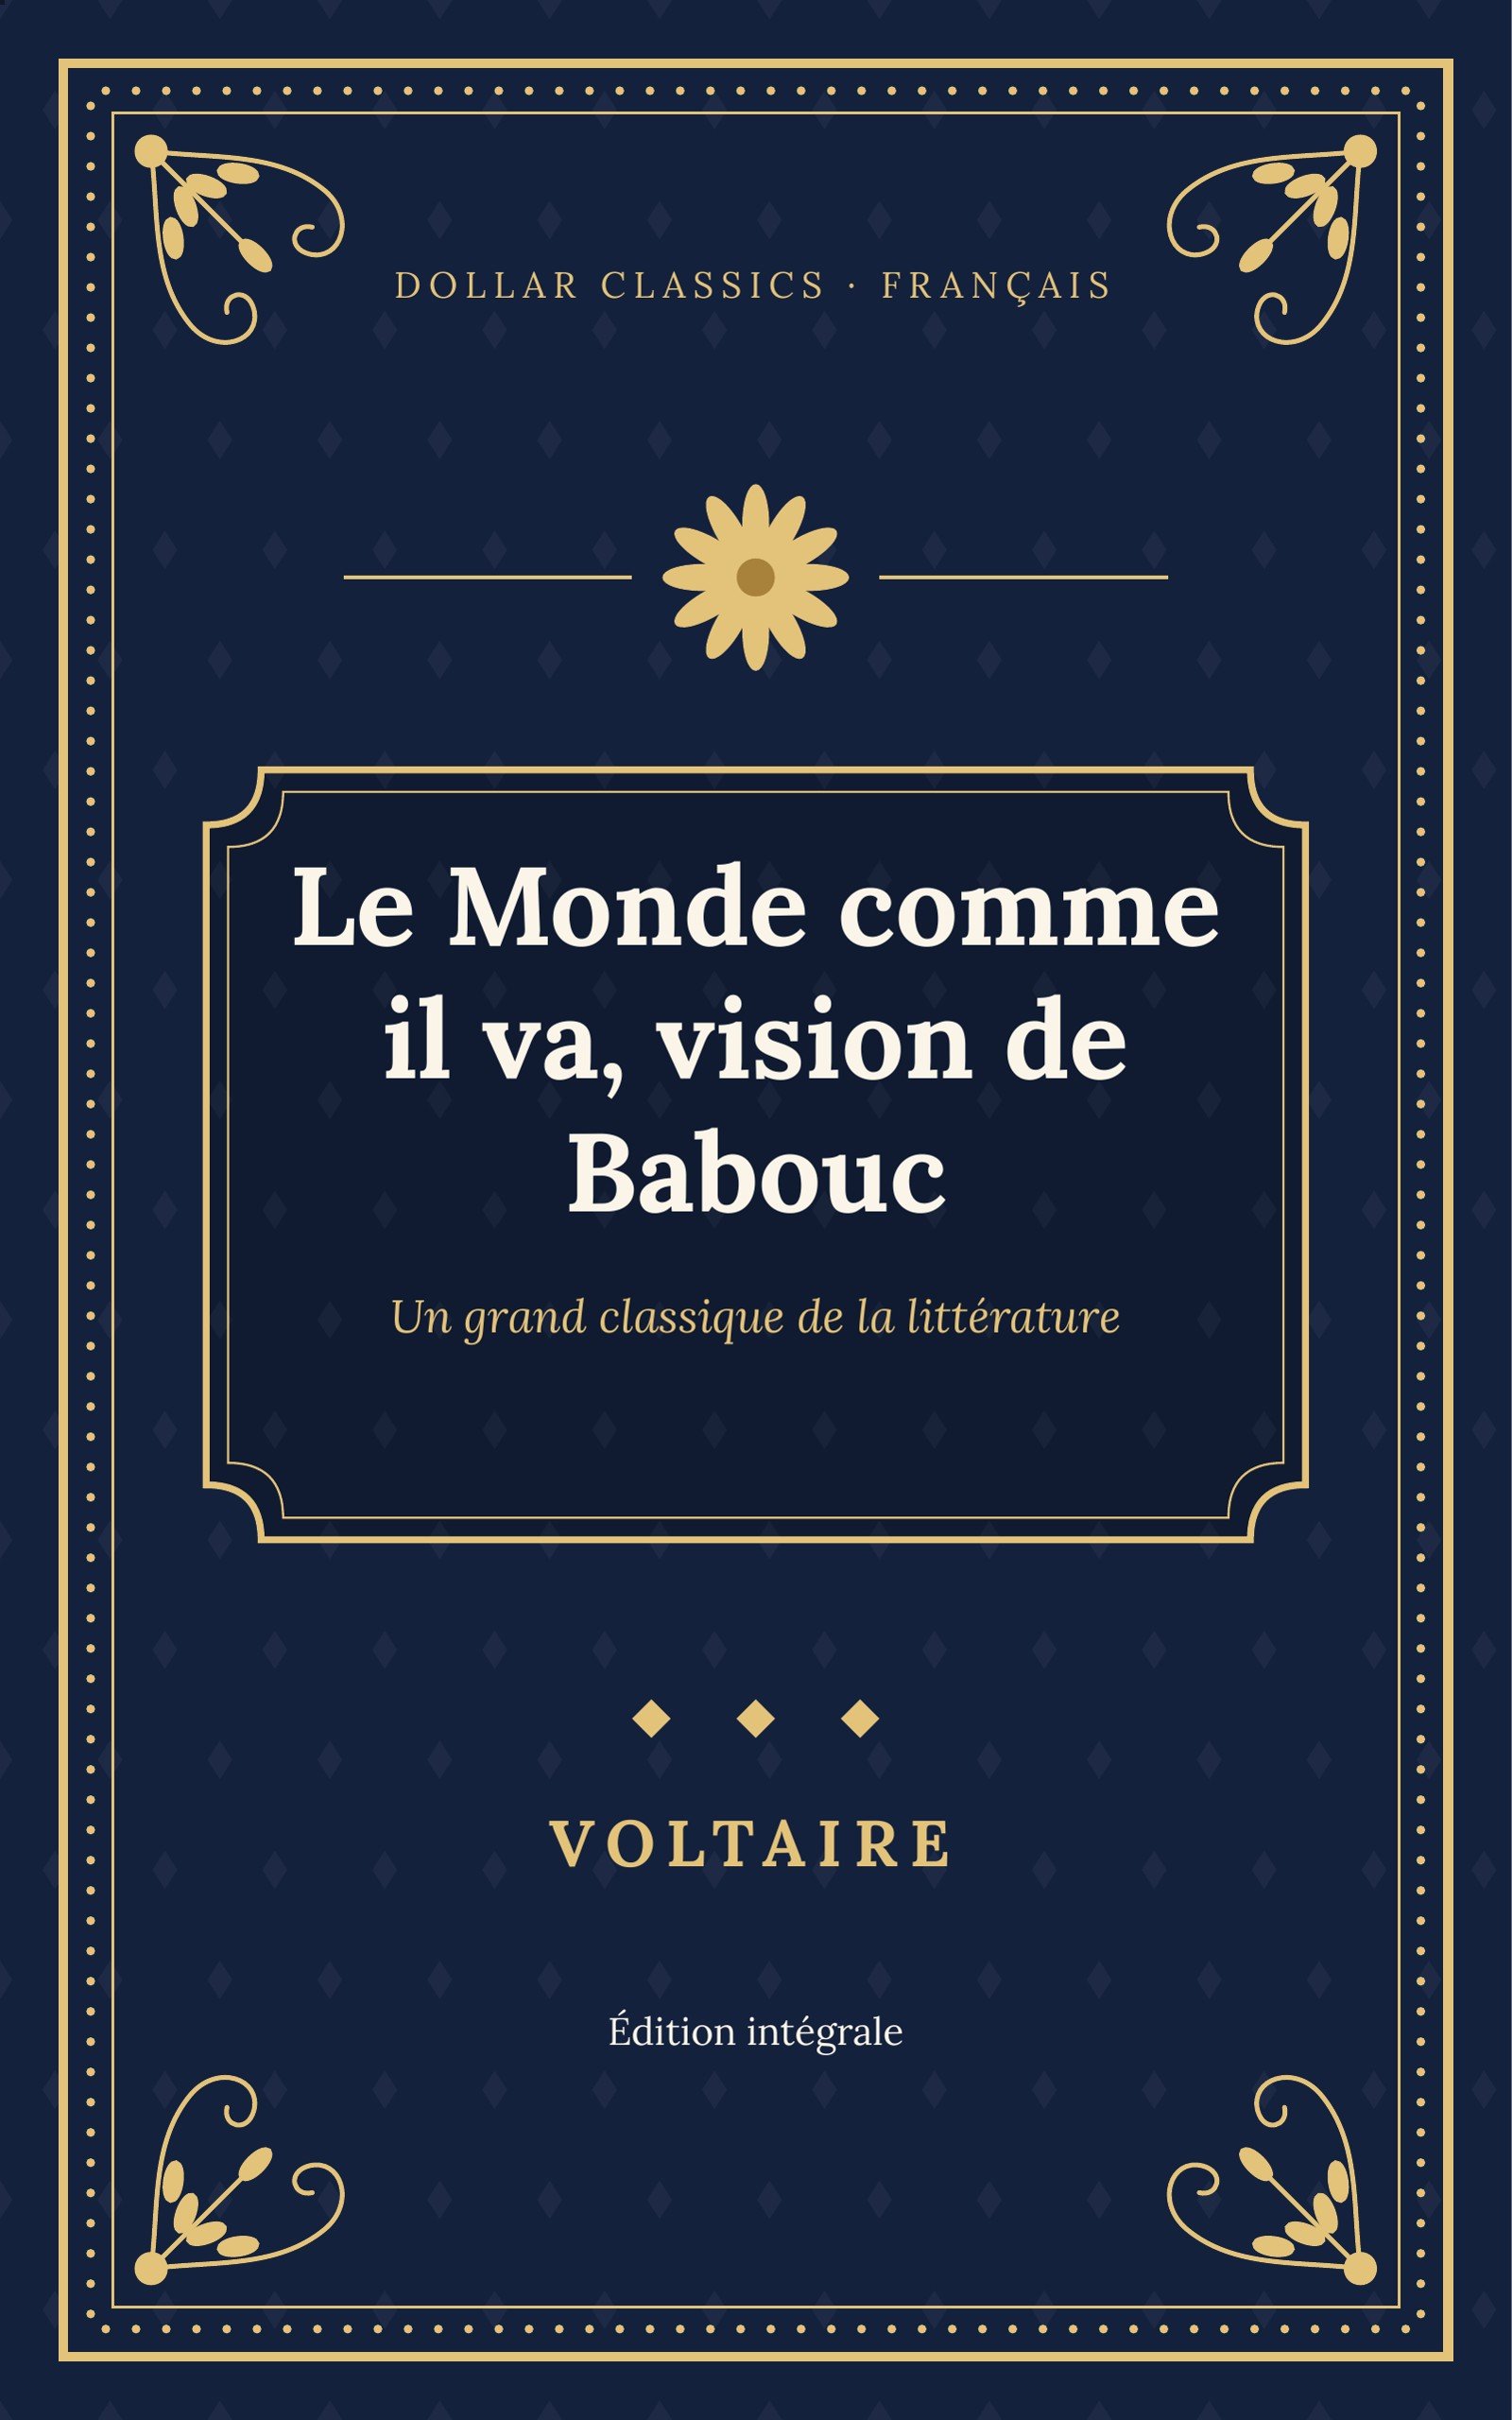 DOLLAR CLASSICS · FRANÇAIS
Le Monde comme
il va, vision de
Babouc
Un grand classique de la littérature
VOLTAIRE
Édition intégrale